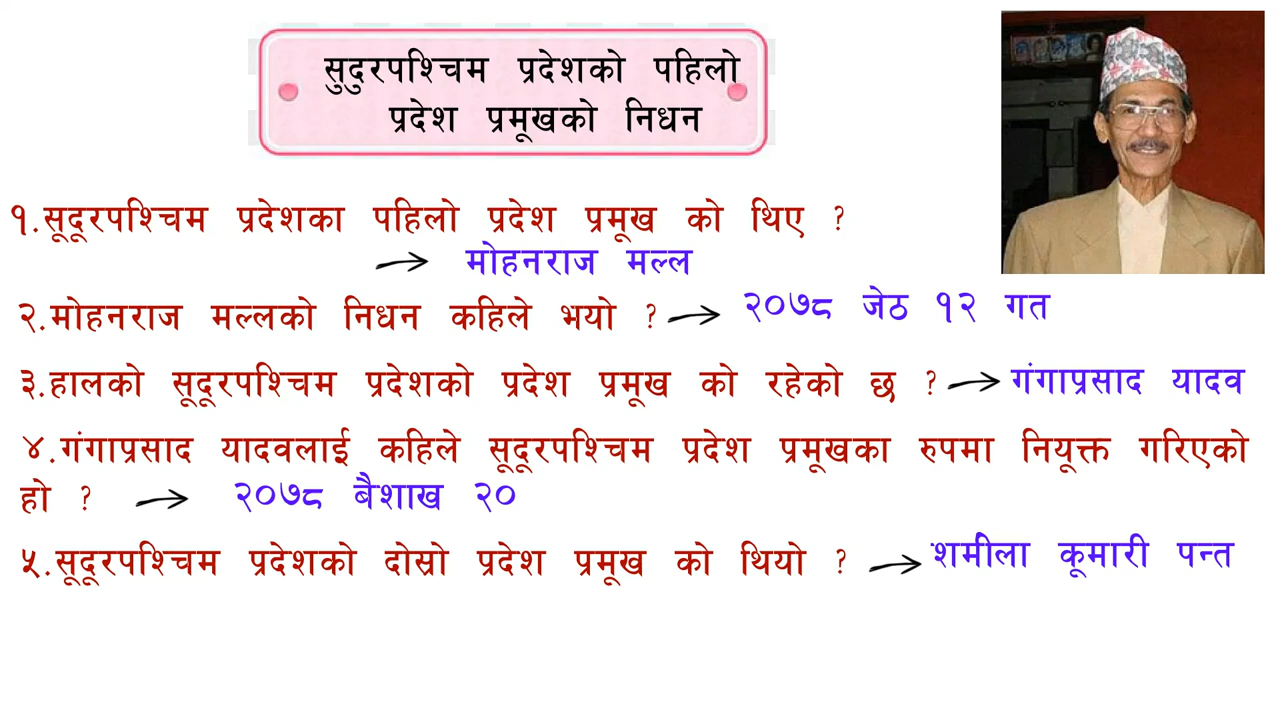 सुदुरपश्चिम प्रदेशको पहिलो
प्रदेश प्रमूखको निधन
१.सूदूरपश्चिम प्रदेशका पहिलो प्रदेश प्रमूख को थिए ?
मोहनराज मल्ल
२.मोहनराज मल्लको निधन कहिले भयो ? २०७८ जेठ १२ गत
३.हालको सूदूरपश्चिम प्रदेशको प्रदेश प्रमूख को रहेको छ ? गंगाप्रसाद यादव
४.गंगाप्रसाद यादवलाई कहिले सूदूरपश्चिम प्रदेश प्रमूखका रुपमा नियूक्त गरिएको
हो ? २०७८ बैशाख २०
५.सूदूरपश्चिम प्रदेशको दोस्रो प्रदेश प्रमूख को थियो ? शर्मीला कूमारी पन्त